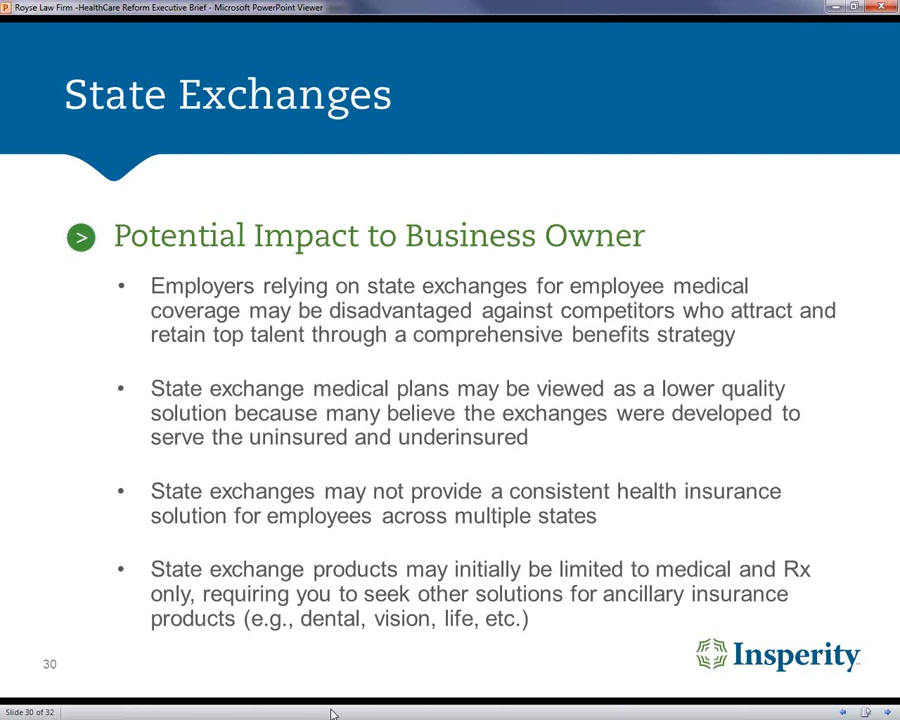 Royse Law Firm -HealthCare Reform Executive Brief - Microsoft PowerPoint Viewer
State Exchanges
> Potential Impact to Business Owner
• Employers relying on state exchanges for employee medical
coverage may be disadvantaged against competitors who attract and
retain top talent through a comprehensive benefits strategy
• State exchange medical plans may be viewed as a lower quality
solution because many believe the exchanges were developed to
serve the uninsured and underinsured
• State exchanges may not provide a consistent health insurance
solution for employees across multiple states
• State exchange products may initially be limited to medical and Rx
only, requiring you to seek other solutions for ancillary insurance
products (e.g., dental, vision, life, etc.)
30
Insperity
Slide 30 of 32